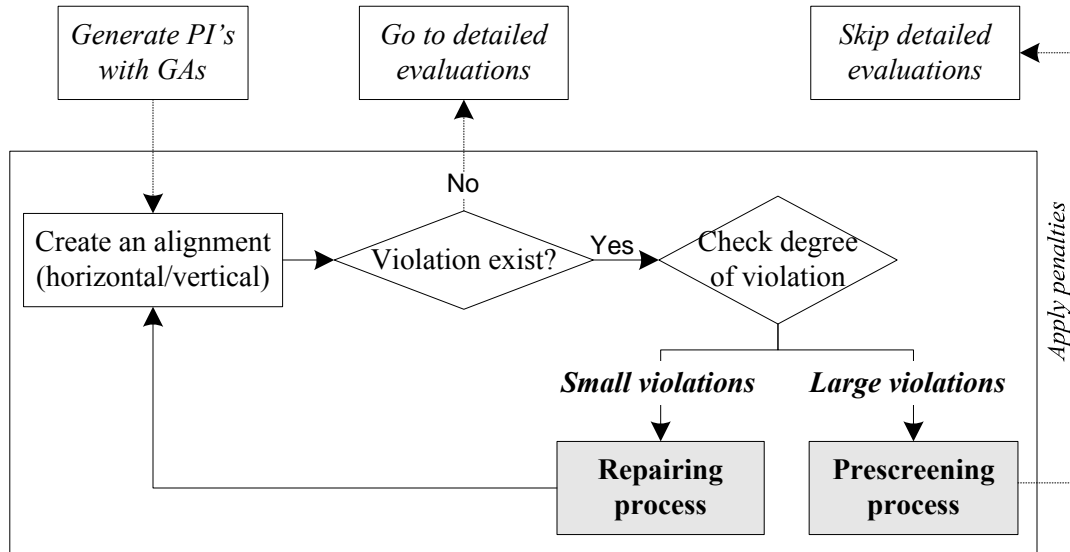 Generate PI's
with GAs
Go to detailed
evaluations
Skip detailed
evaluations
No
Create an alignment
(horizontal/vertical)
Violation exist?
Yes
Check degree
of violation
Apply penalties
Small violations
Large violations
Repairing
process
Prescreening
process